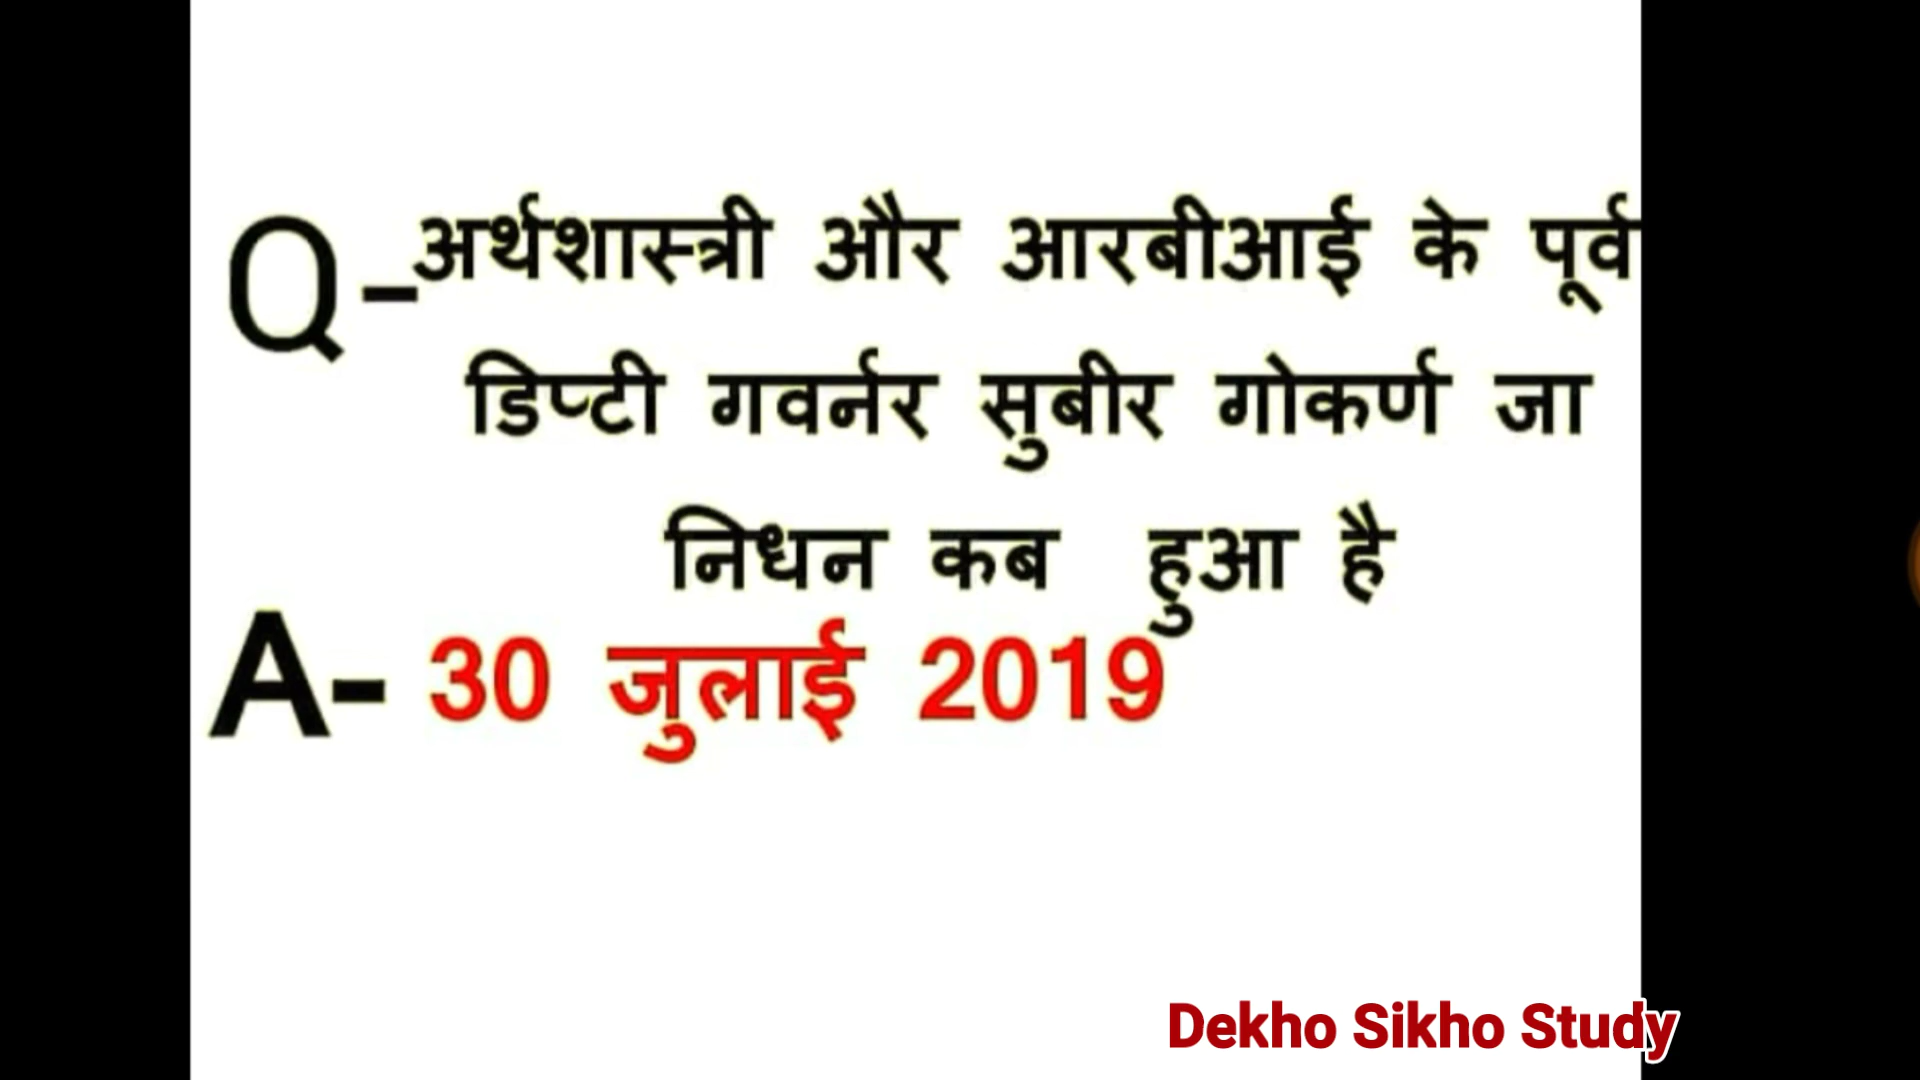 Q-अर्थशास्त्री और आरबीआई के पूर्व
डिप्टी गवर्नर सुबीर गोकर्ण जा
निधन कब हुआ है
A- 30 जुलाई 2019
Dekho Sikho Study